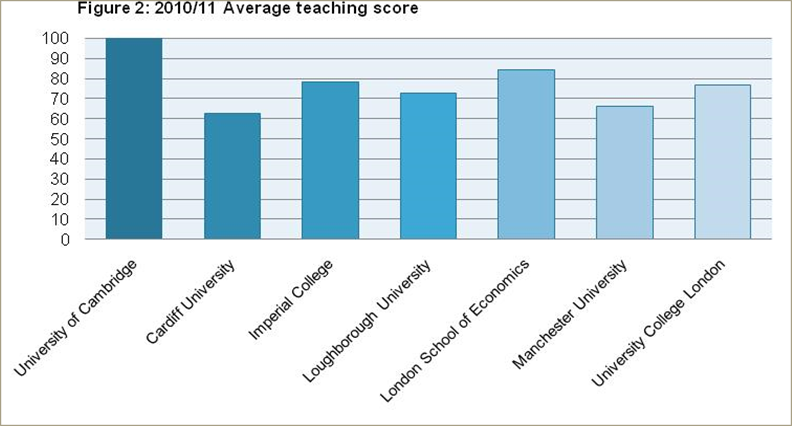 Figure 2: 2010/11 Average teaching score
100
90
80
70
60
50
40
30
20
10
0
University of Cambridge
Cardiff University
Imperial College
Loughborough University
London School of Economics
Manchester University
University College London